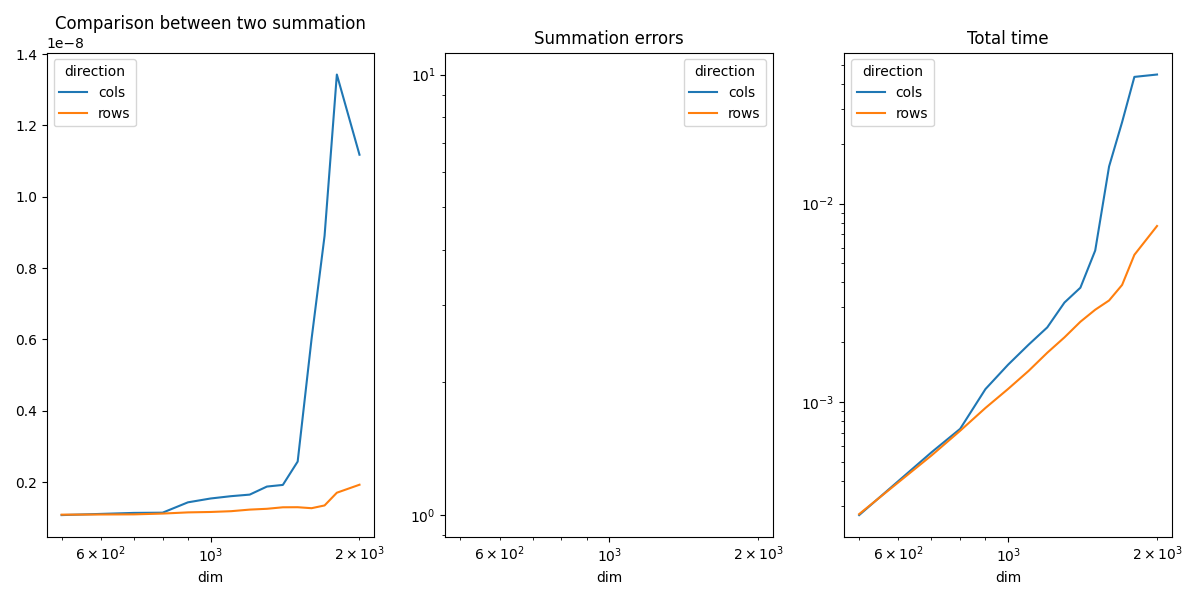 Comparison between two summation
1e−8
1.4
1.2
1.0
0.8
0.6
0.4
0.2
direction
cols
rows
6 × 10²
10³
2 × 10³
dim
Summation errors
10¹
10⁰
direction
cols
rows
6 × 10²
10³
2 × 10³
dim
Total time
10⁻²
10⁻³
direction
cols
rows
6 × 10²
10³
2 × 10³
dim